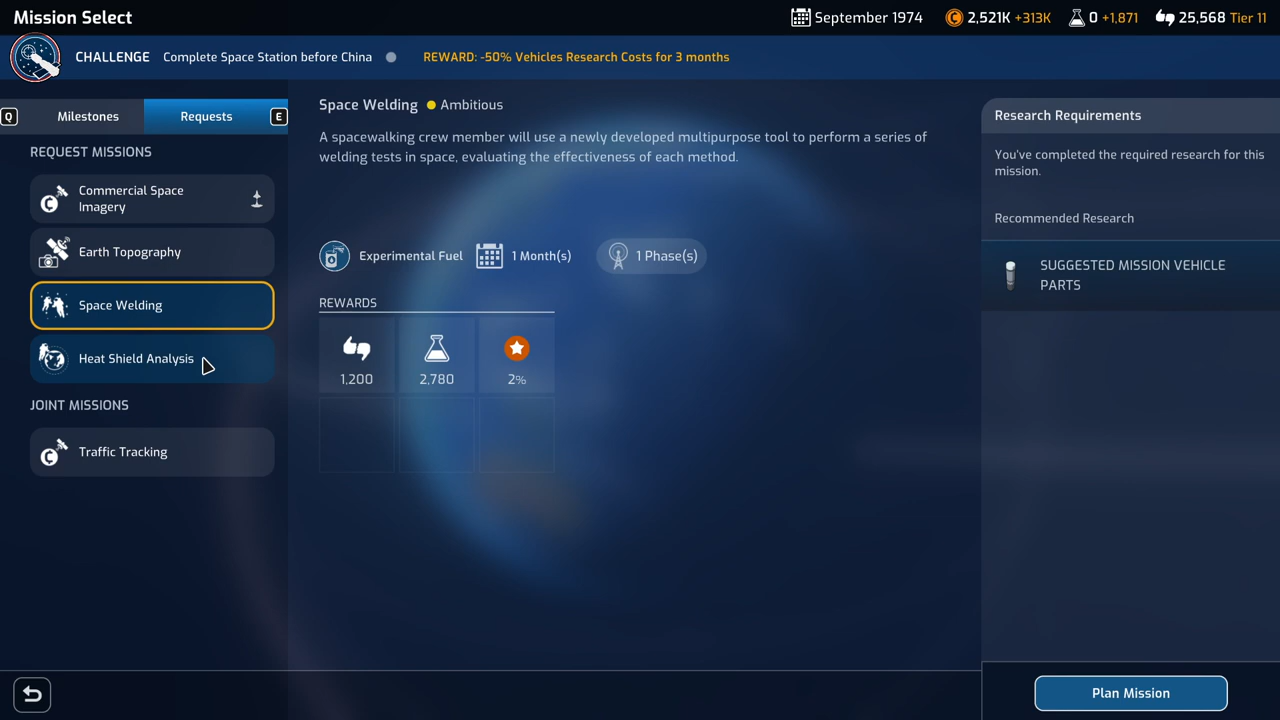 Mission Select
September 1974
2,521K +313K
0 +1,871
25,568 Tier 11
CHALLENGE Complete Space Station before China
REWARD: -50% Vehicles Research Costs for 3 months
Q Milestones Requests E
REQUEST MISSIONS
Commercial Space
Imagery
Earth Topography
Space Welding
Heat Shield Analysis
JOINT MISSIONS
Traffic Tracking
Space Welding Ambitious
A spacewalking crew member will use a newly developed multipurpose tool to perform a series of
welding tests in space, evaluating the effectiveness of each method.
Experimental Fuel 1 Month(s) 1 Phase(s)
REWARDS
1,200 2,780 2%
Research Requirements
You've completed the required research for this
mission.
Recommended Research
SUGGESTED MISSION VEHICLE
PARTS
Plan Mission